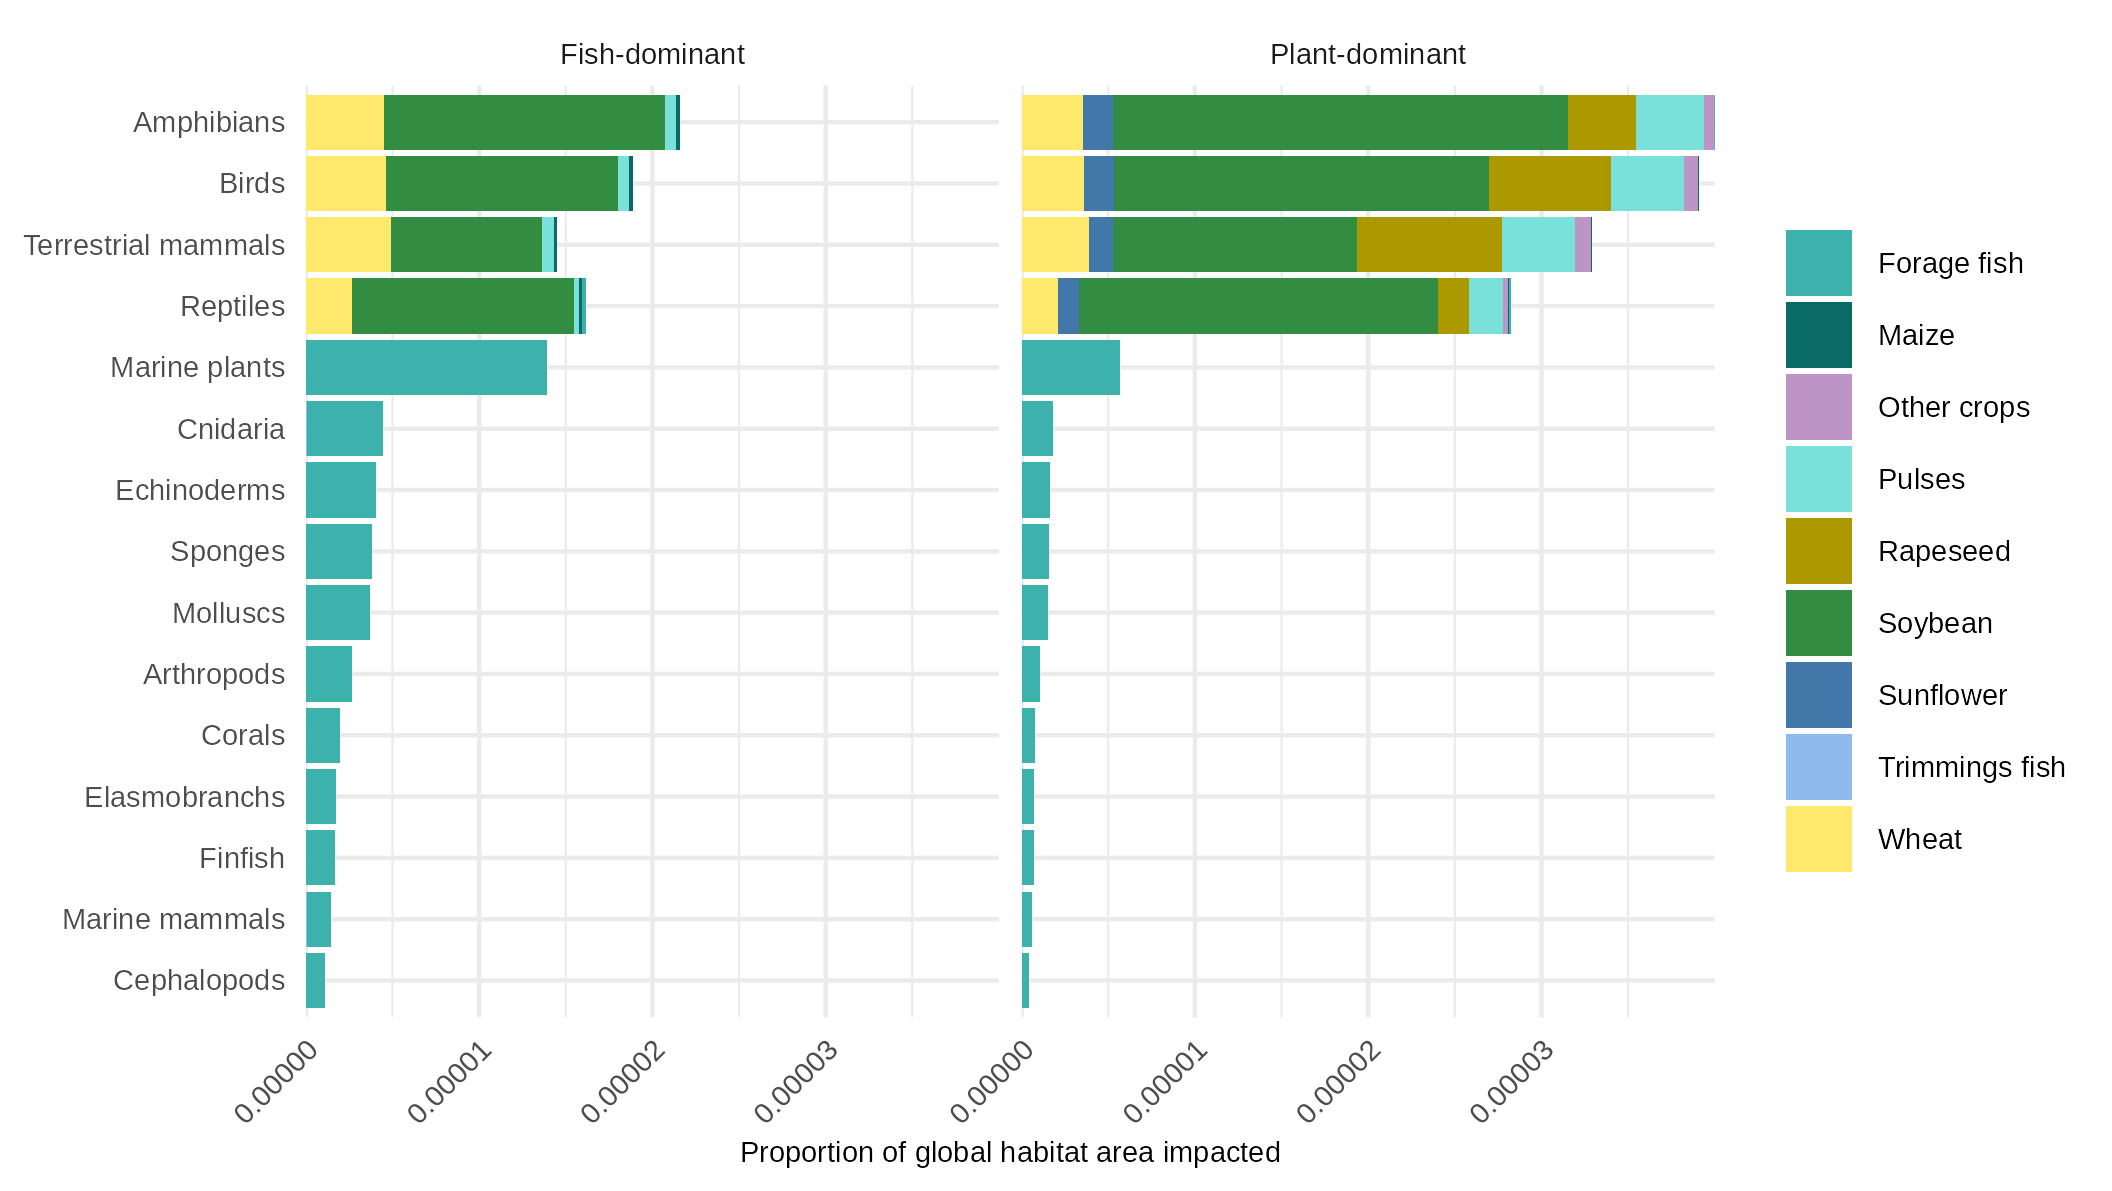 Fish-dominant
Plant-dominant
Amphibians
Birds
Terrestrial mammals
Reptiles
Marine plants
Cnidaria
Echinoderms
Sponges
Molluscs
Arthropods
Corals
Elasmobranchs
Finfish
Marine mammals
Cephalopods
0.00000
0.00001
0.00002
0.00003
0.00000
0.00001
0.00002
0.00003
Proportion of global habitat area impacted
Forage fish
Maize
Other crops
Pulses
Rapeseed
Soybean
Sunflower
Trimmings fish
Wheat